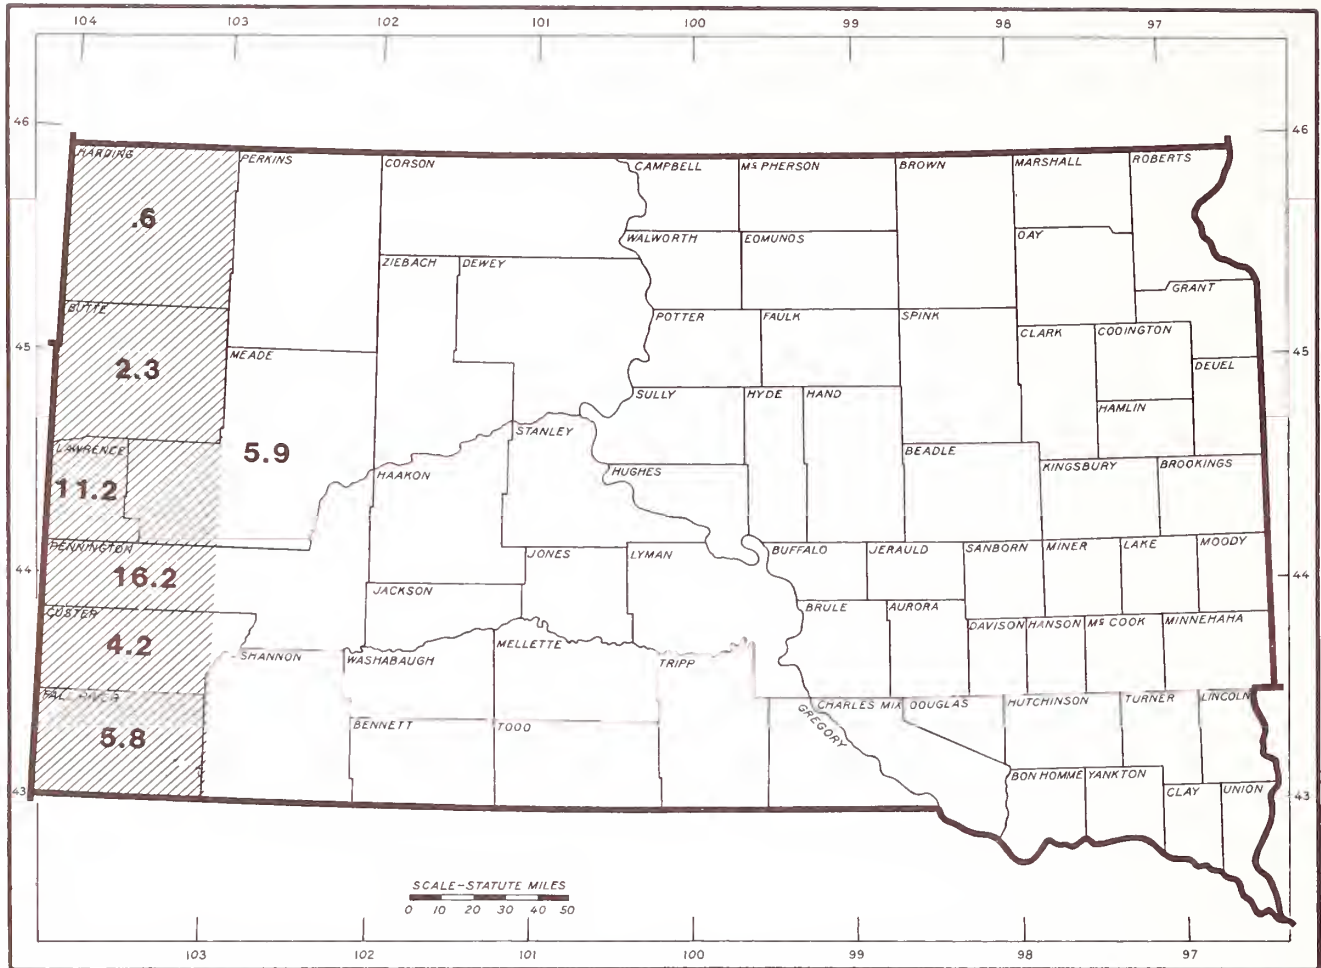 104 103 102 101 100 99 98 97
46 46
HARDING PERKINS CORSON CAMPBELL McPHERSON BROWN MARSHALL ROBERTS
.6
WALWORTH EDMUNDS DAY
ZIEBACH DEWEY
GRANT
BUTTE POTTER FAULK SPINK
CLARK CODINGTON
45 MEADE 45
2.3 DEUEL
SULLY HYDE HAND HAMLIN
STANLEY
LAWRENCE 5.9 BEADLE
HAAKON HUGHES KINGSBURY BROOKINGS
11.2
PENNINGTON JONES LYMAN BUFFALO JERAULD SANBORN MINER LAKE MOODY
44 44
16.2
JACKSON
CUSTER BRULE AURORA
DAVISON HANSON McCOOK MINNEHAHA
4.2 MELLETTE
SHANNON WASHABAUGH TRIPP
FALL RIVER CHARLES MIX DOUGLAS HUTCHINSON TURNER LINCOLN
GREGORY
5.8 BENNETT TODD
BON HOMME YANKTON
43 CLAY UNION 43
SCALE-STATUTE MILES
0 10 20 30 40 50
103 102 101 100 99 98 97